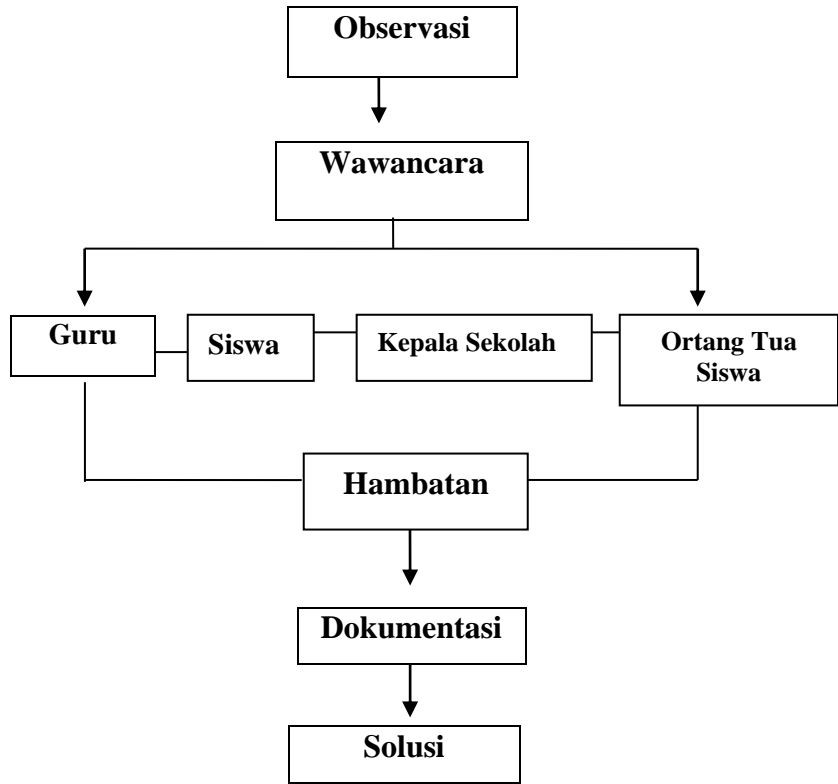 Observasi
Wawancara
Guru
Siswa
Kepala Sekolah
Ortang Tua
Siswa
Hambatan
Dokumentasi
Solusi